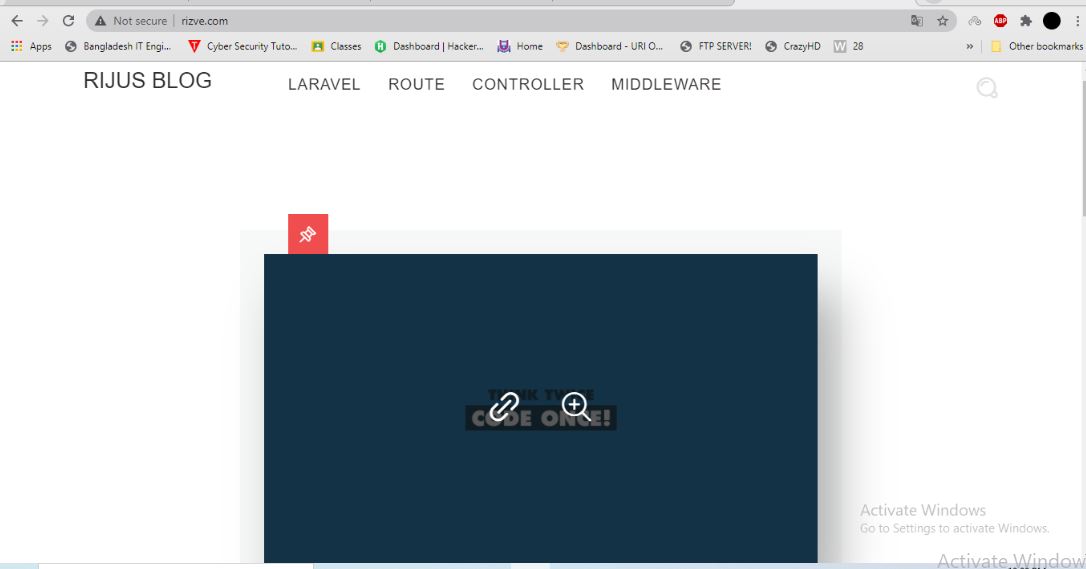 Not secure | rizve.com
ABP
Apps Bangladesh IT Engi... Cyber Security Tuto... Classes Dashboard | Hacker... Home Dashboard - URI O... FTP SERVER! CrazyHD W 28 » Other bookmarks
RIJUS BLOG LARAVEL ROUTE CONTROLLER MIDDLEWARE
THINK TWICE
CODE ONCE!
Activate Windows
Go to Settings to activate Windows.
Activate Window